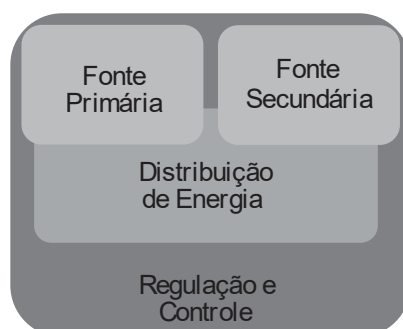 Fonte
Primária
Fonte
Secundária
Distribuição
de Energia
Regulação e
Controle